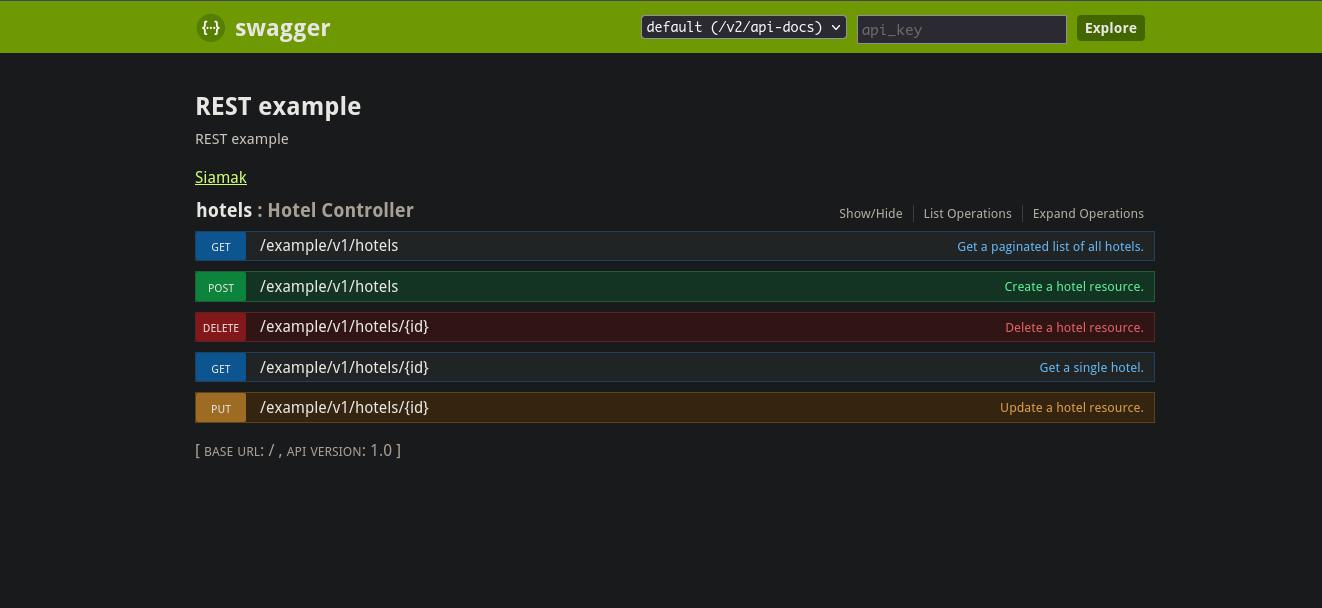 {··} swagger default (/v2/api-docs) api_key Explore
REST example
REST example
Siamak
hotels : Hotel Controller Show/Hide List Operations Expand Operations
GET /example/v1/hotels Get a paginated list of all hotels.
POST /example/v1/hotels Create a hotel resource.
DELETE /example/v1/hotels/{id} Delete a hotel resource.
GET /example/v1/hotels/{id} Get a single hotel.
PUT /example/v1/hotels/{id} Update a hotel resource.
[ BASE URL: / , API VERSION: 1.0 ]